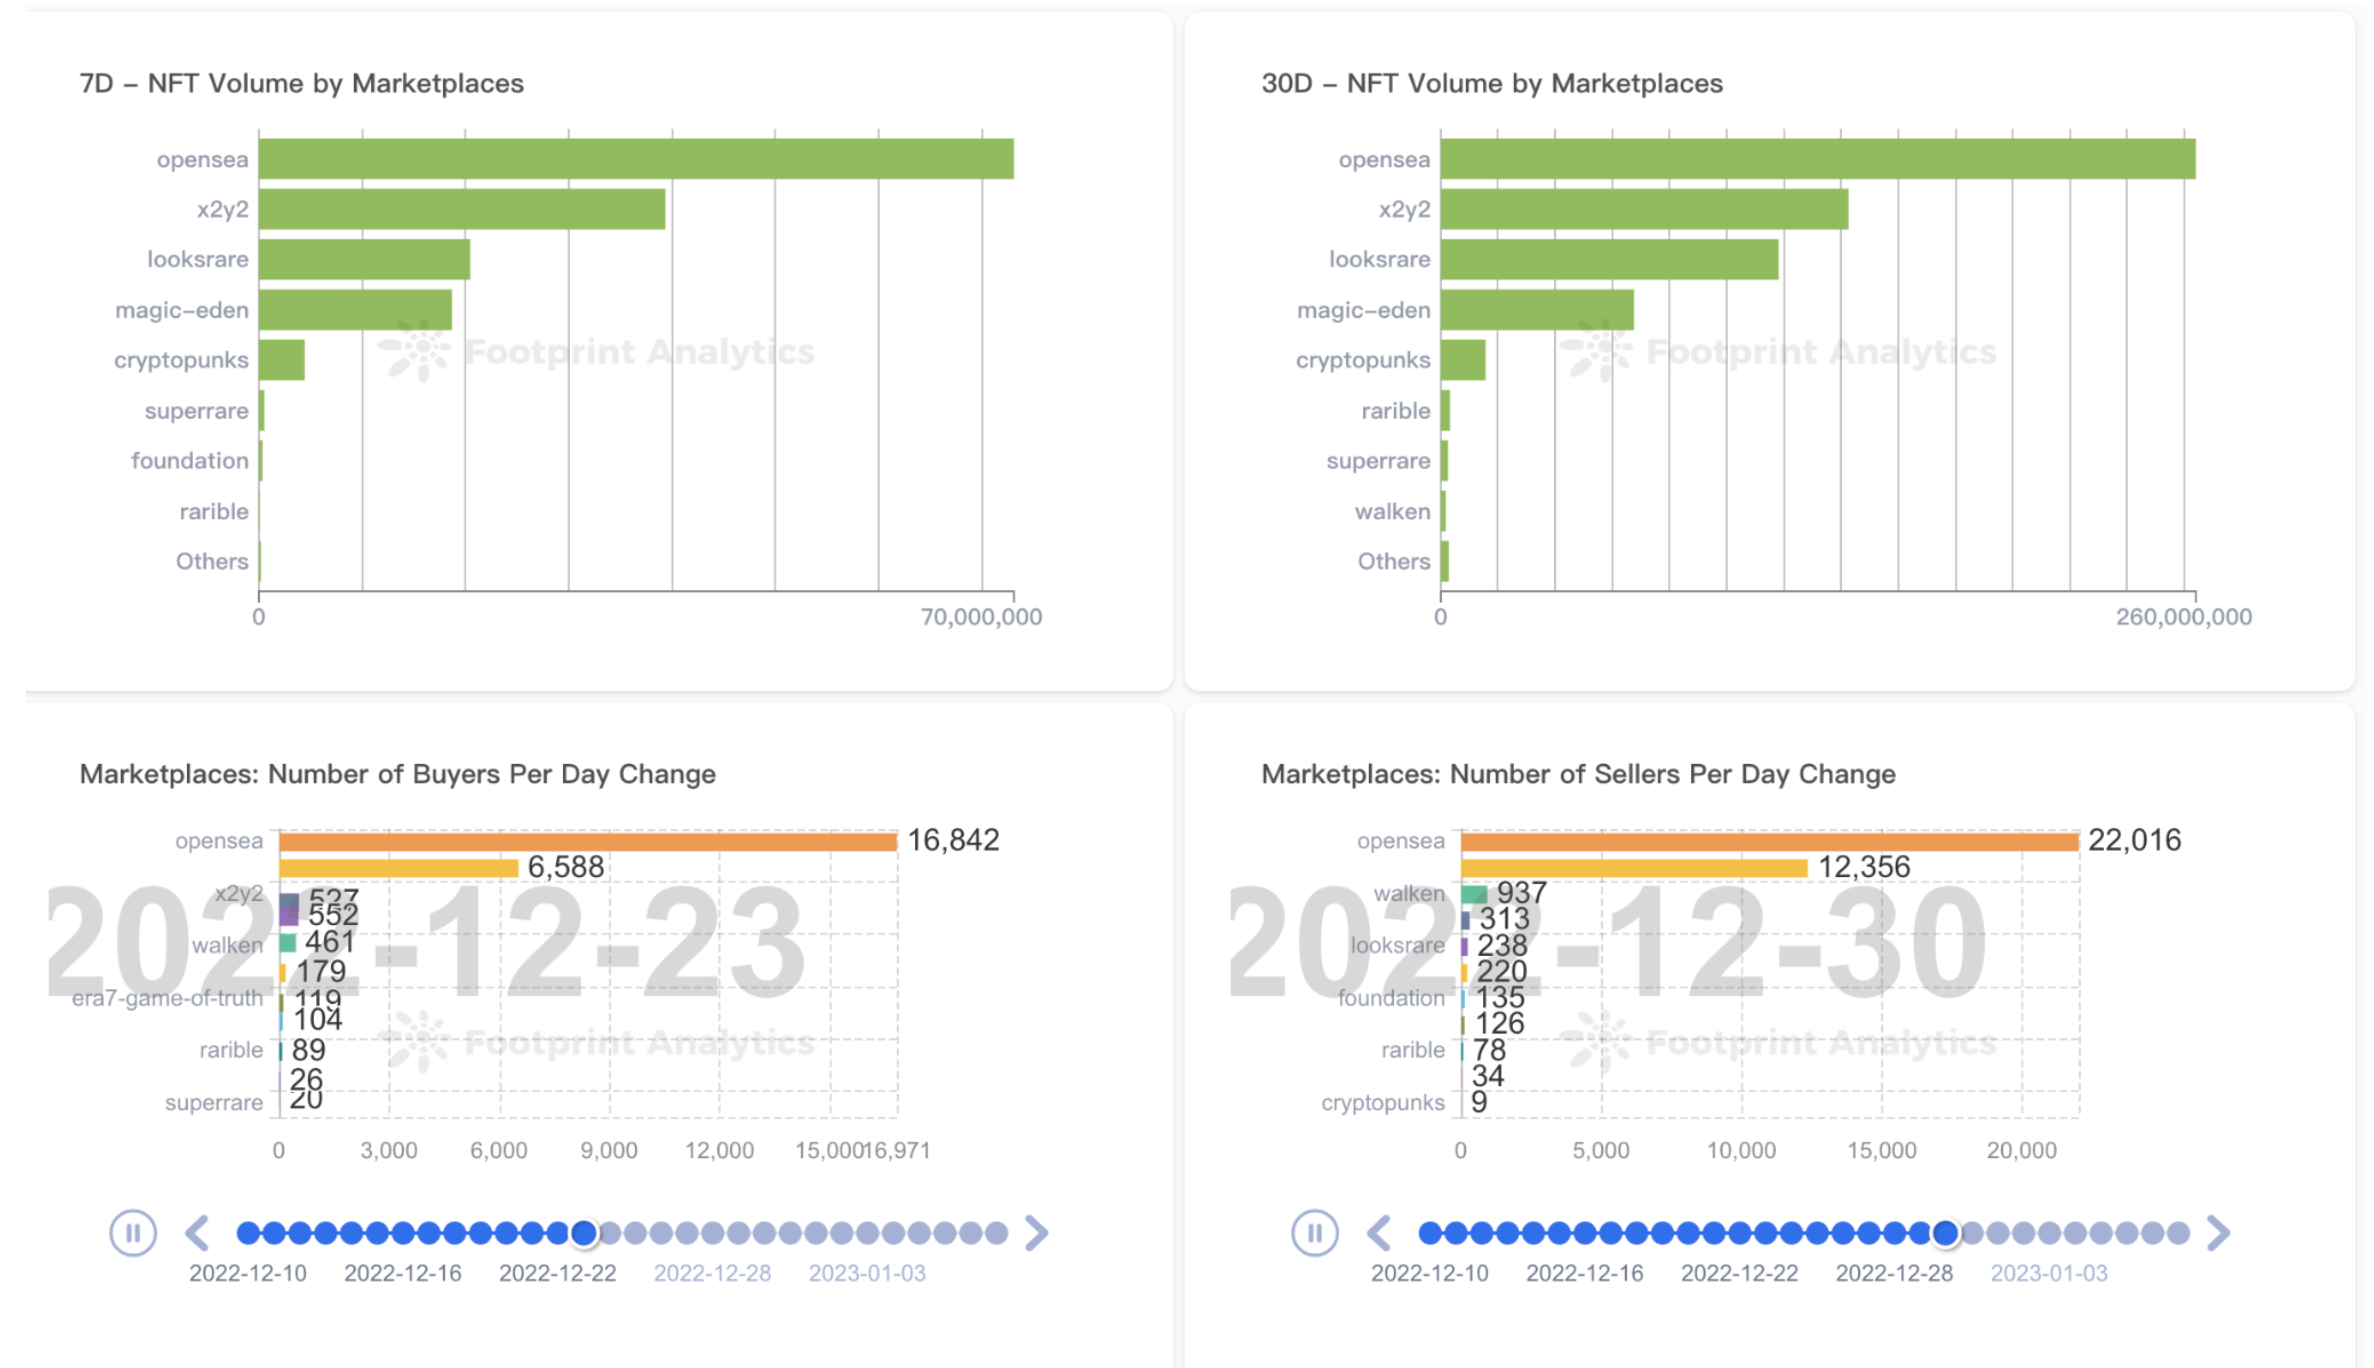 7D – NFT Volume by Marketplaces
opensea
x2y2
looksrare
magic–eden
cryptopunks
superrare
foundation
rarible
Others
Footprint Analytics
0
70,000,000
30D – NFT Volume by Marketplaces
opensea
x2y2
looksrare
magic–eden
cryptopunks
rarible
superrare
walken
Others
Footprint Analytics
0
260,000,000
Marketplaces: Number of Buyers Per Day Change
opensea
16,842
6,588
x2y2
527
552
walken
461
179
era7-game-of-truth
119
104
rarible
89
26
superrare
20
2022-12-23
Footprint Analytics
0 3,000 6,000 9,000 12,000 15,000 16,971
2022-12-10 2022-12-16 2022-12-22 2022-12-28 2023-01-03
Marketplaces: Number of Sellers Per Day Change
opensea
22,016
12,356
walken
937
313
looksrare
238
220
foundation
135
126
rarible
78
34
cryptopunks
9
2022-12-30
Footprint Analytics
0 5,000 10,000 15,000 20,000
2022-12-10 2022-12-16 2022-12-22 2022-12-28 2023-01-03